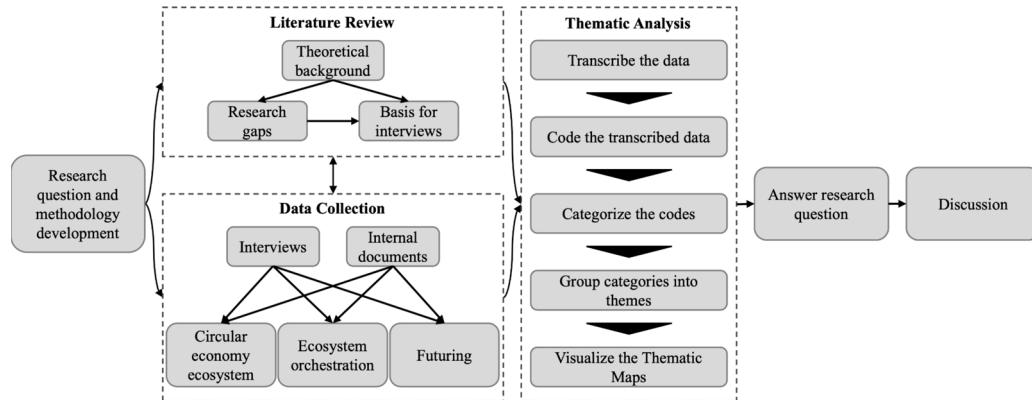 Research
question and
methodology
development
Literature Review
Theoretical
background
Research
gaps
Basis for
interviews
Data Collection
Interviews
Internal
documents
Circular
economy
ecosystem
Ecosystem
orchestration
Futuring
Thematic Analysis
Transcribe the data
Code the transcribed data
Categorize the codes
Group categories into
themes
Visualize the Thematic
Maps
Answer research
question
Discussion